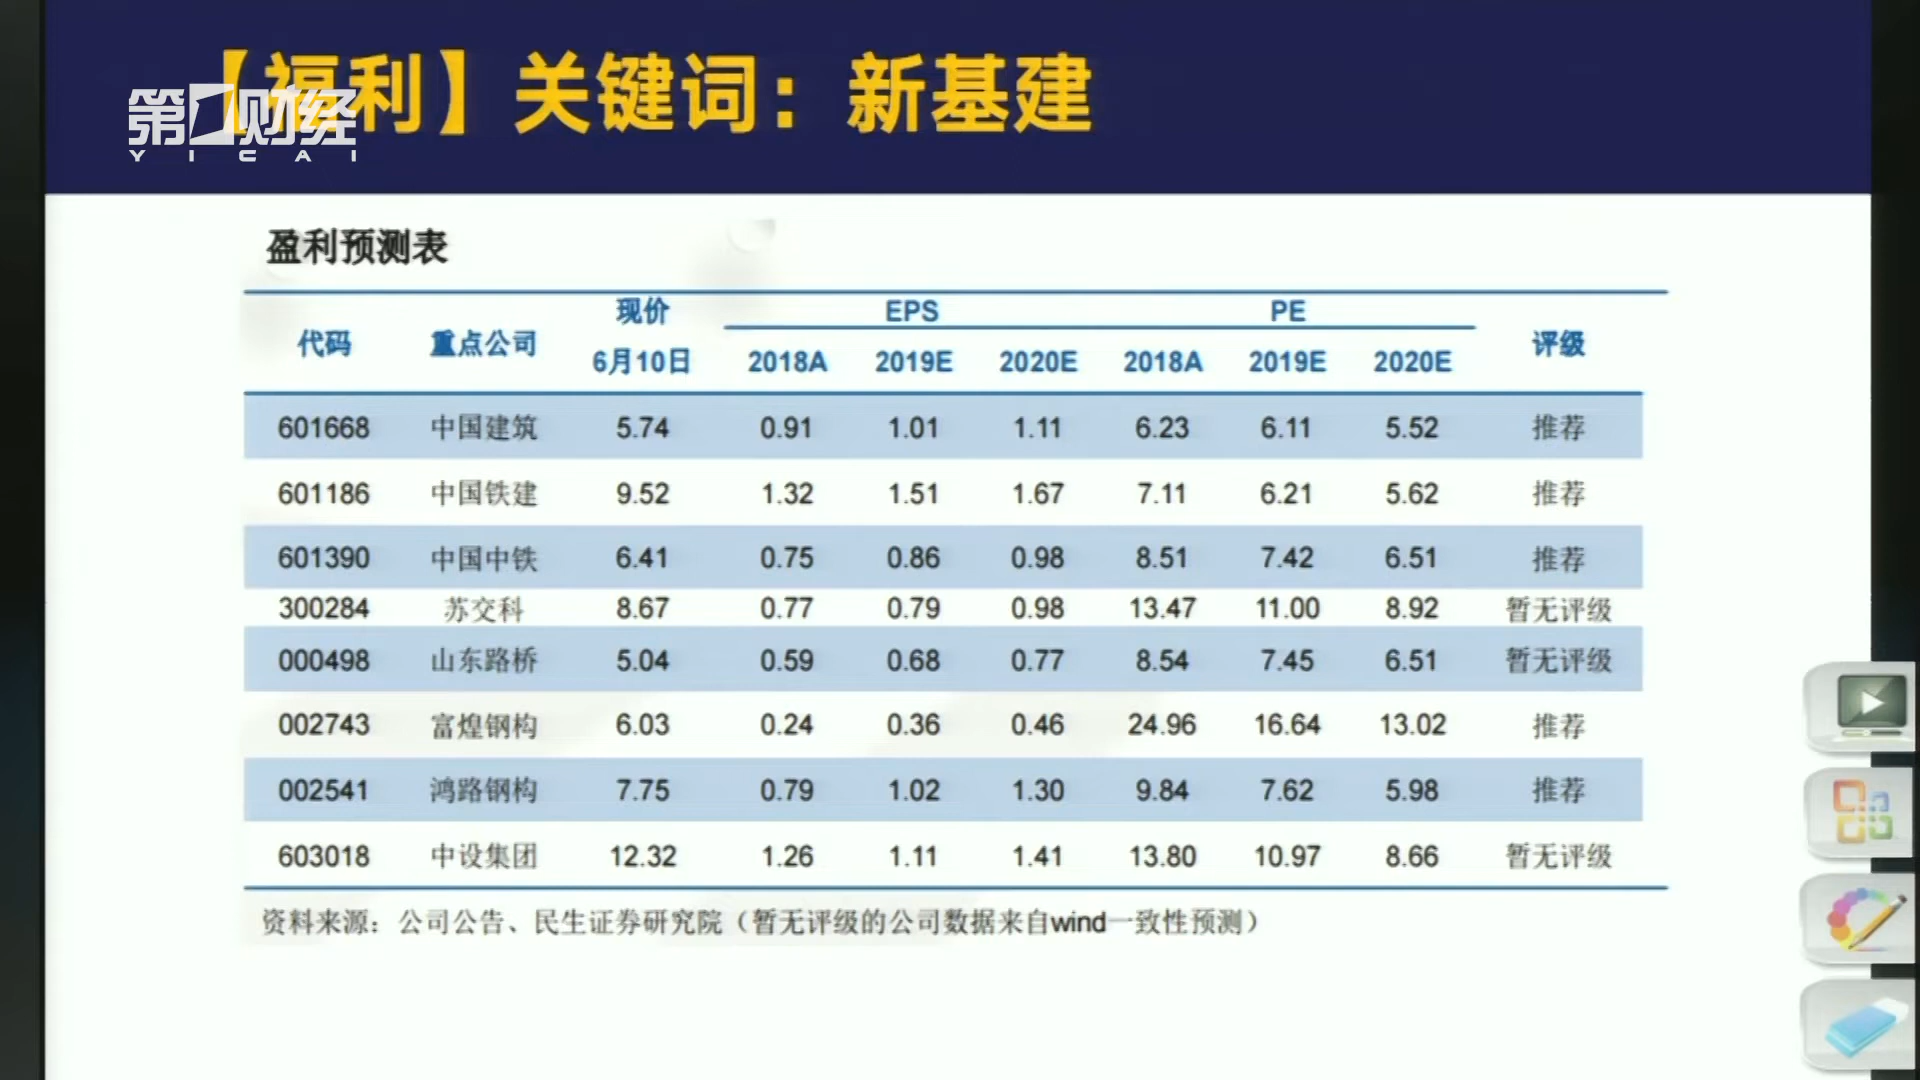 【福利】关键词：新基建
第1财经
YICAI
盈利预测表
代码 重点公司 现价 EPS PE 评级
6月10日 2018A 2019E 2020E 2018A 2019E 2020E
601668 中国建筑 5.74 0.91 1.01 1.11 6.23 6.11 5.52 推荐
601186 中国铁建 9.52 1.32 1.51 1.67 7.11 6.21 5.62 推荐
601390 中国中铁 6.41 0.75 0.86 0.98 8.51 7.42 6.51 推荐
300284 苏交科 8.67 0.77 0.79 0.98 13.47 11.00 8.92 暂无评级
000498 山东路桥 5.04 0.59 0.68 0.77 8.54 7.45 6.51 暂无评级
002743 富煌钢构 6.03 0.24 0.36 0.46 24.96 16.64 13.02 推荐
002541 鸿路钢构 7.75 0.79 1.02 1.30 9.84 7.62 5.98 推荐
603018 中设集团 12.32 1.26 1.11 1.41 13.80 10.97 8.66 暂无评级
资料来源：公司公告、民生证券研究院（暂无评级的公司数据来自wind一致性预测）